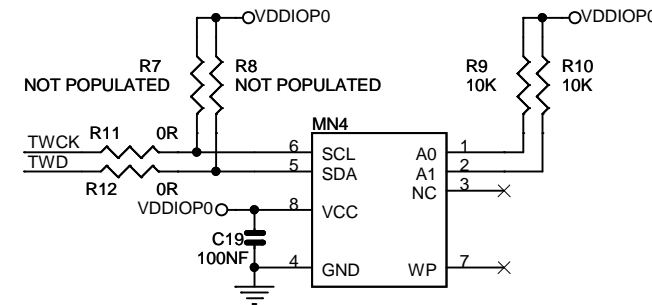 VDDIOP0
VDDIOP0
R7
NOT POPULATED
R8
NOT POPULATED
R9
10K
R10
10K
MN4
TWCK
R11
0R
6
SCL
A0
1
TWD
5
SDA
A1
2
R12
0R
NC
3
VDDIOP0
8
VCC
C19
100NF
4
GND
WP
7